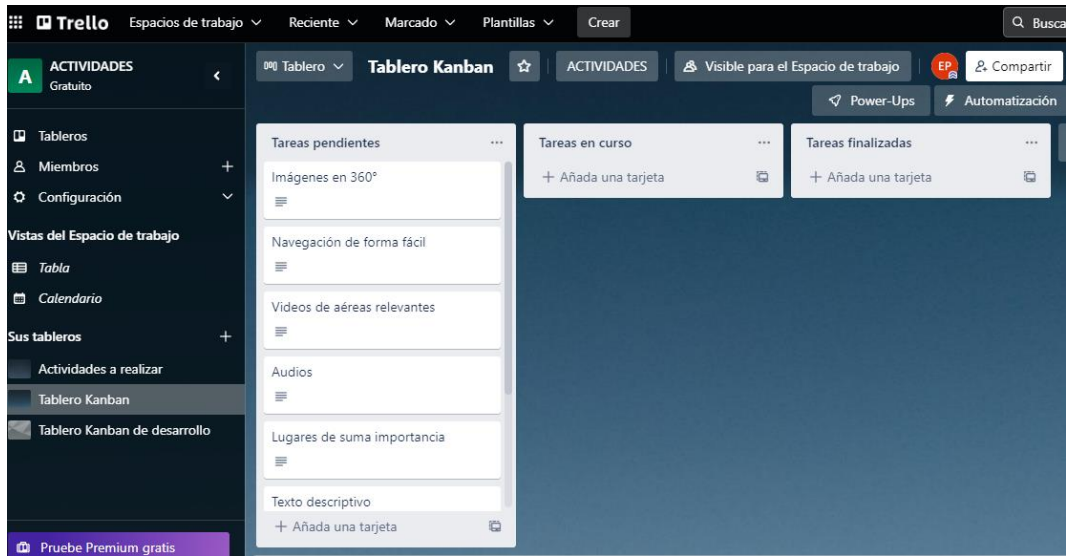 Trello Espacios de trabajo Reciente Marcado Plantillas Crear Busca
A ACTIVIDADES
Gratuito
Tablero Tablero Kanban ACTIVIDADES Visible para el Espacio de trabajo EP Compartir
Power-Ups Automatización
Tableros
Miembros
Configuración
Vistas del Espacio de trabajo
Tabla
Calendario
Sus tableros
Actividades a realizar
Tablero Kanban
Tablero Kanban de desarrollo
Pruebe Premium gratis
Tareas pendientes
Imágenes en 360°
Navegación de forma fácil
Videos de aéreas relevantes
Audios
Lugares de suma importancia
Texto descriptivo
+ Añada una tarjeta
Tareas en curso
+ Añada una tarjeta
Tareas finalizadas
+ Añada una tarjeta